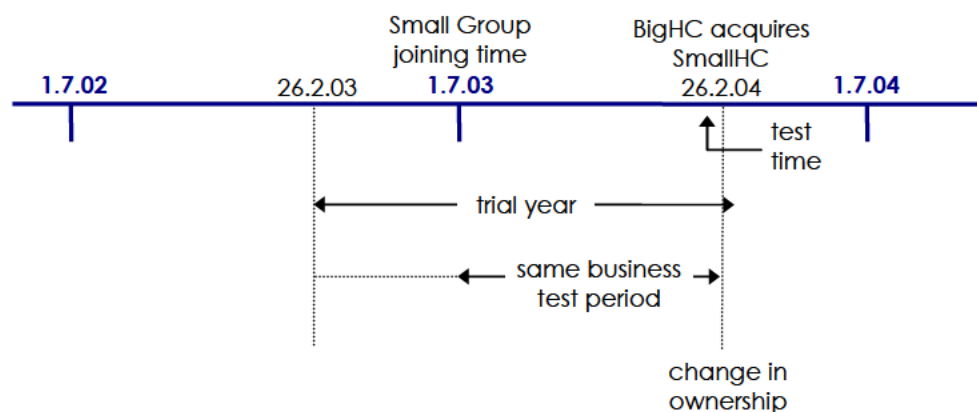 Small Group
joining time
BigHC acquires
SmallHC
1.7.02
26.2.03
1.7.03
26.2.04
1.7.04
test
time
trial year
same business
test period
change in
ownership